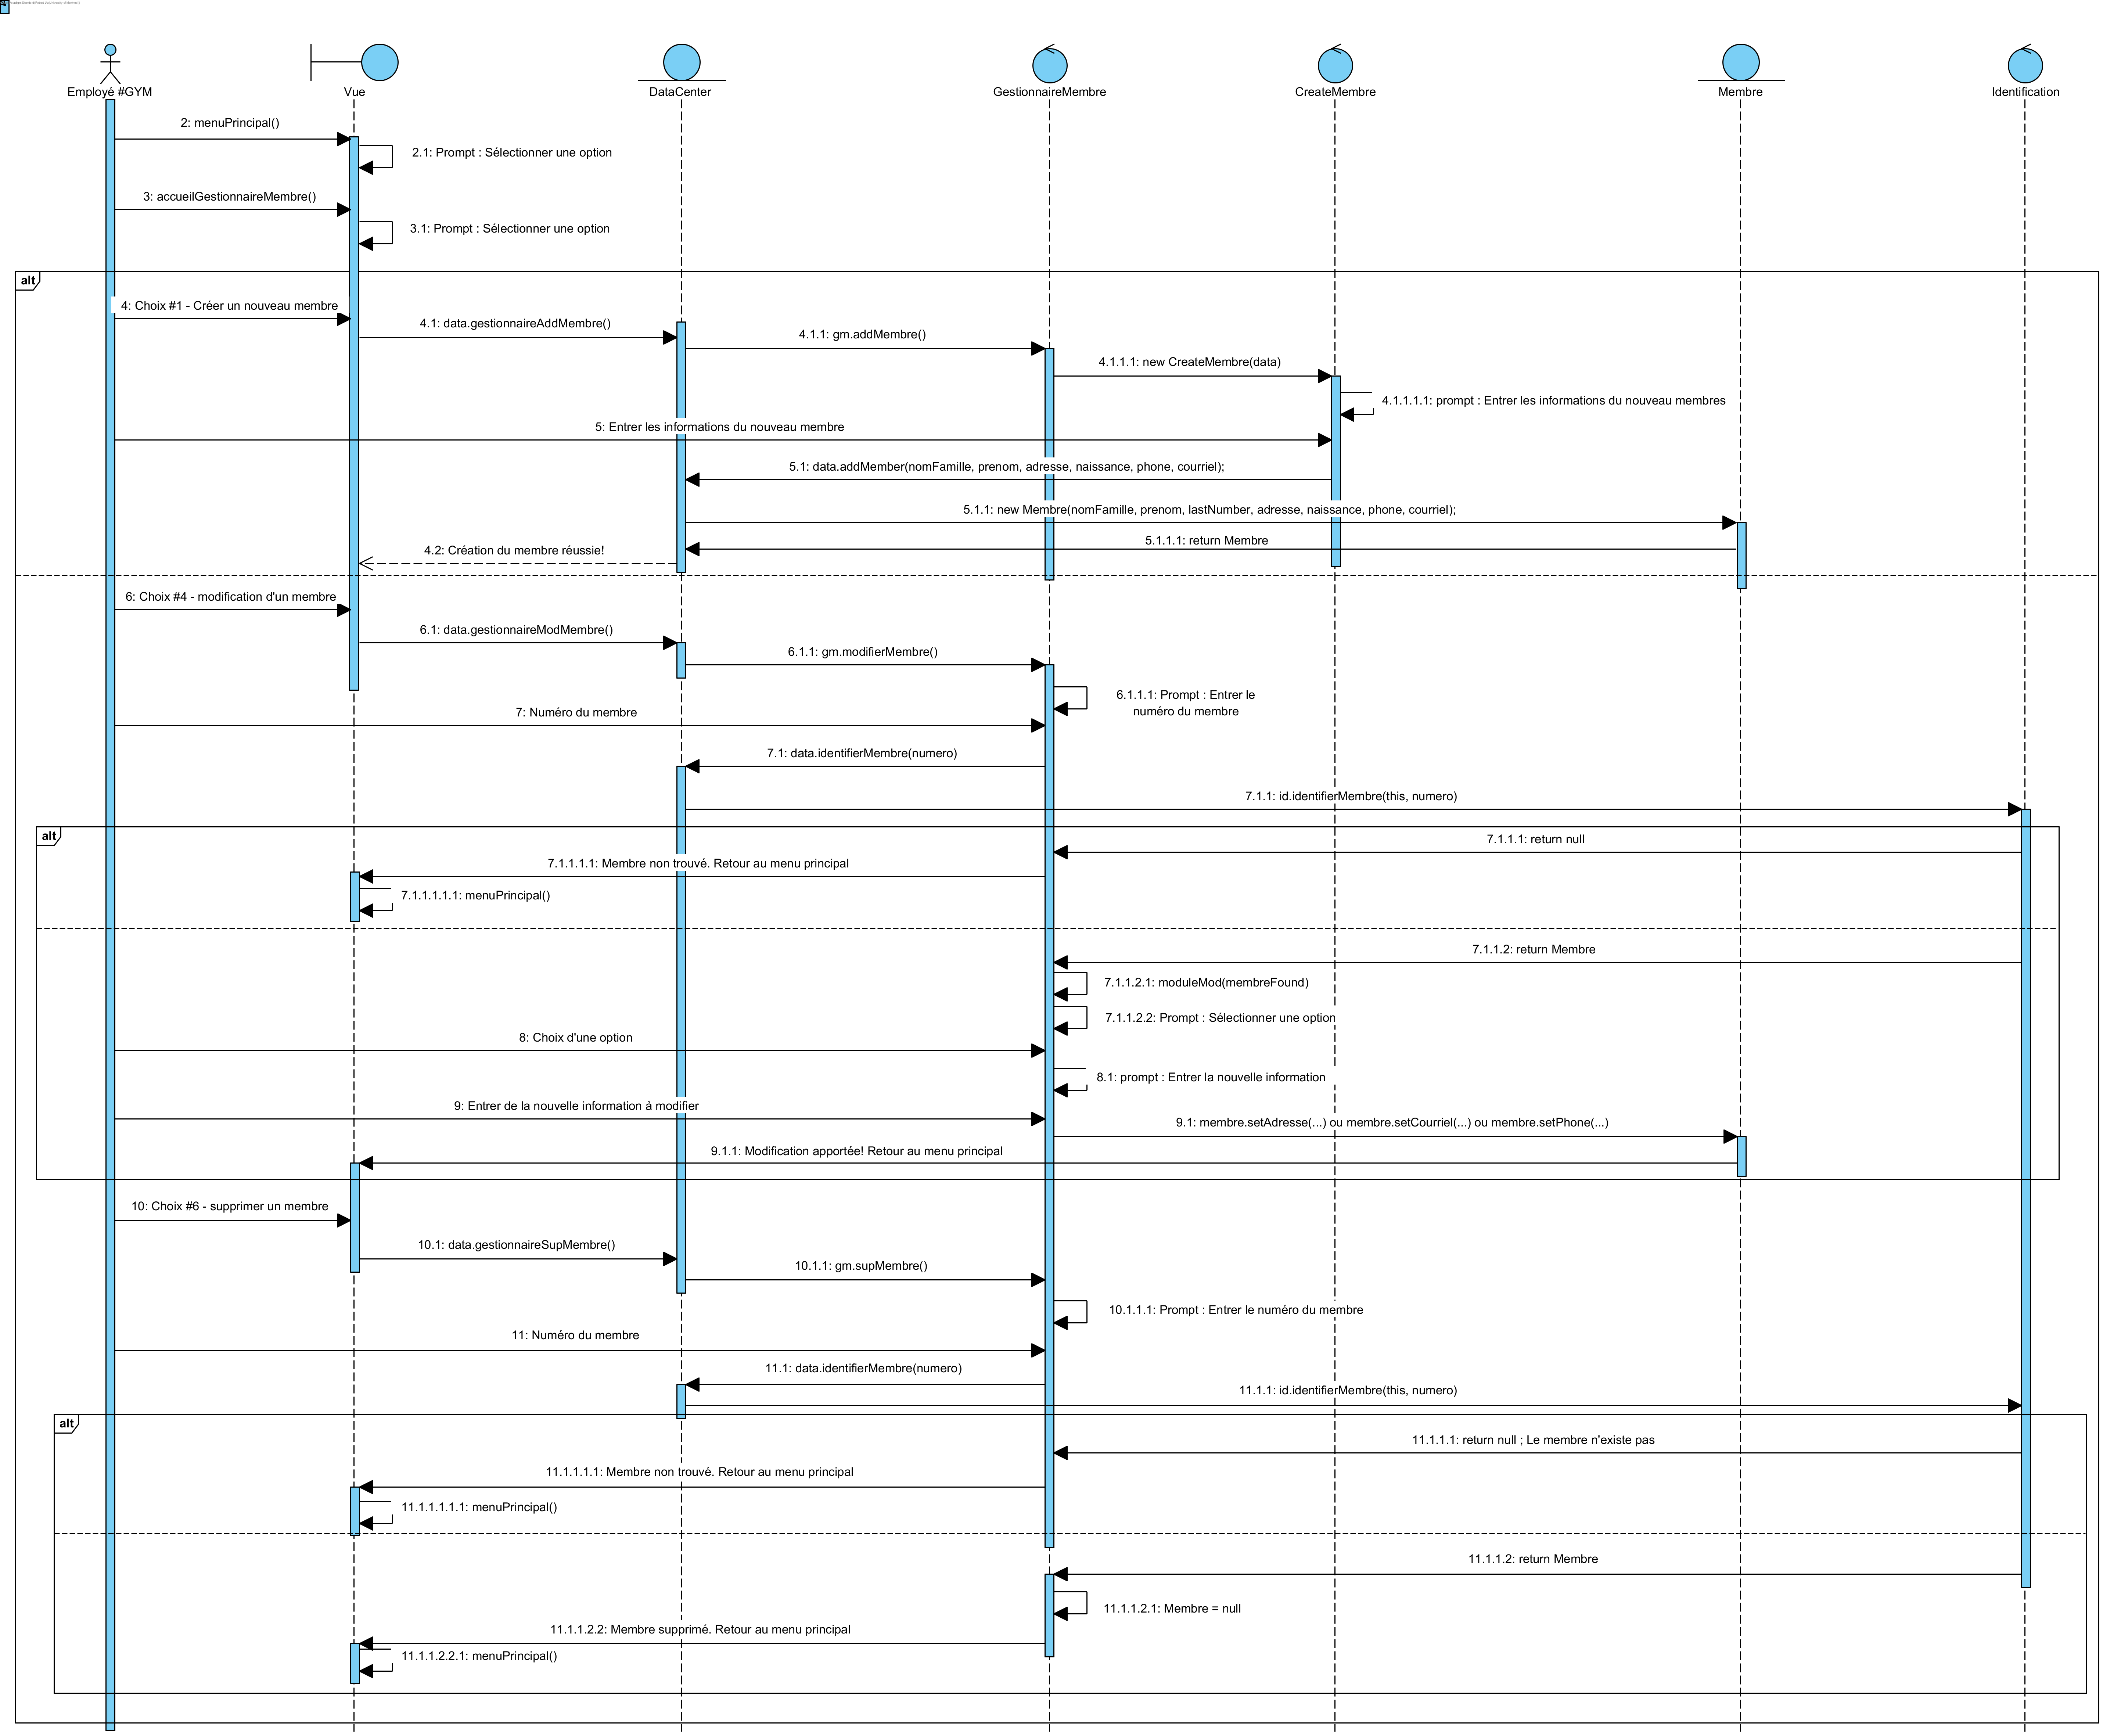 Employé #GYM
Vue
DataCenter
GestionnaireMembre
CreateMembre
Membre
Identification
2: menuPrincipal()
2.1: Prompt : Sélectionner une option
3: accueilGestionnaireMembre()
3.1: Prompt : Sélectionner une option
alt
4: Choix #1 - Créer un nouveau membre
4.1: data.gestionnaireAddMembre()
4.1.1: gm.addMembre()
4.1.1.1: new CreateMembre(data)
4.1.1.1.1: prompt : Entrer les informations du nouveau membres
5: Entrer les informations du nouveau membre
5.1: data.addMember(nomFamille, prenom, adresse, naissance, phone, courriel);
5.1.1: new Membre(nomFamille, prenom, lastNumber, adresse, naissance, phone, courriel);
5.1.1.1: return Membre
4.2: Création du membre réussie!
6: Choix #4 - modification d'un membre
6.1: data.gestionnaireModMembre()
6.1.1: gm.modifierMembre()
6.1.1.1: Prompt : Entrer le
numéro du membre
7: Numéro du membre
7.1: data.identifierMembre(numero)
7.1.1: id.identifierMembre(this, numero)
alt
7.1.1.1: return null
7.1.1.1.1: Membre non trouvé. Retour au menu principal
7.1.1.1.1.1: menuPrincipal()
7.1.1.2: return Membre
7.1.1.2.1: moduleMod(membreFound)
7.1.1.2.2: Prompt : Sélectionner une option
8: Choix d'une option
8.1: prompt : Entrer la nouvelle information
9: Entrer de la nouvelle information à modifier
9.1: membre.setAdresse(...) ou membre.setCourriel(...) ou membre.setPhone(...)
9.1.1: Modification apportée! Retour au menu principal
10: Choix #6 - supprimer un membre
10.1: data.gestionnaireSupMembre()
10.1.1: gm.supMembre()
10.1.1.1: Prompt : Entrer le numéro du membre
11: Numéro du membre
11.1: data.identifierMembre(numero)
11.1.1: id.identifierMembre(this, numero)
alt
11.1.1.1: return null ; Le membre n'existe pas
11.1.1.1.1: Membre non trouvé. Retour au menu principal
11.1.1.1.1.1: menuPrincipal()
11.1.1.2: return Membre
11.1.1.2.1: Membre = null
11.1.1.2.2: Membre supprimé. Retour au menu principal
11.1.1.2.2.1: menuPrincipal()